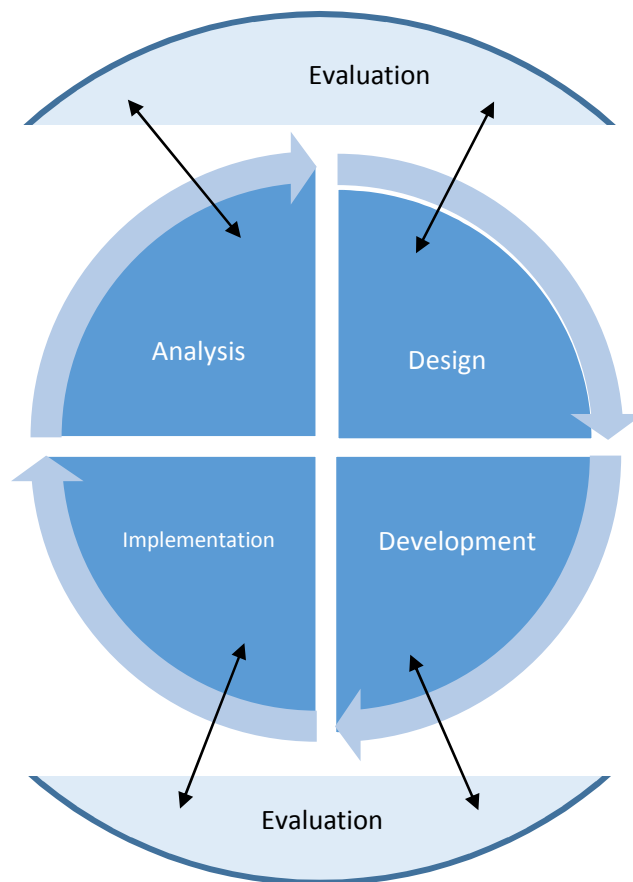 Evaluation
Analysis
Design
Implementation
Development
Evaluation